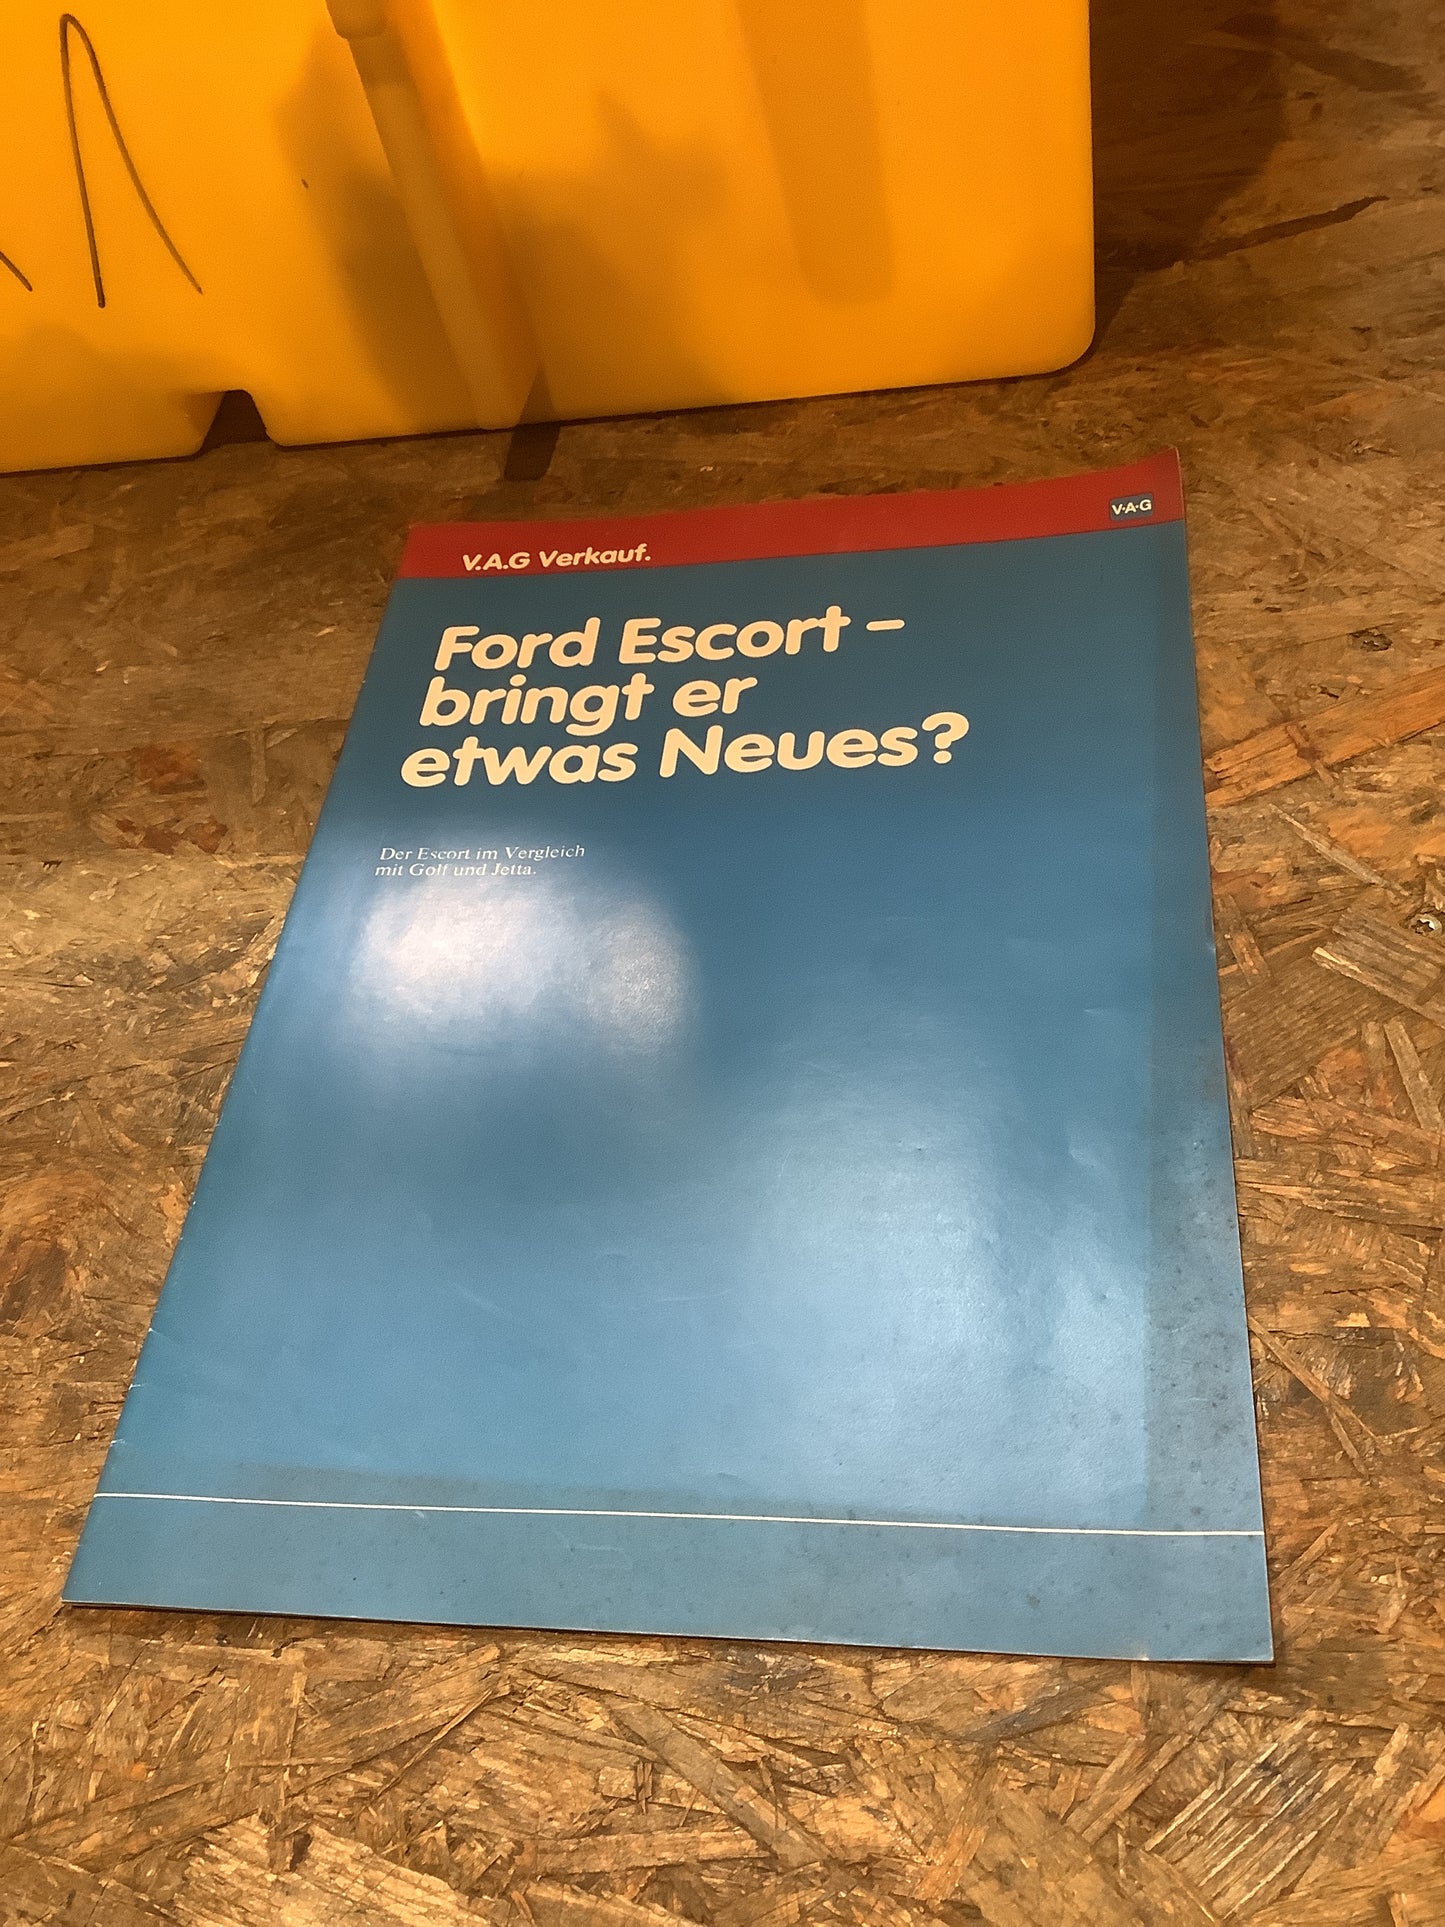 V.A.G Verkauf.
V·A·G
Ford Escort –
bringt er
etwas Neues?
Der Escort im Vergleich
mit Golf und Jetta.